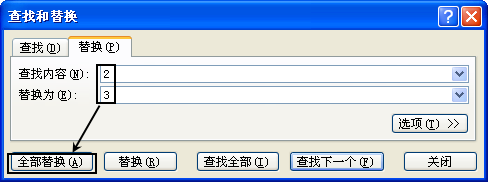 查找和替换
查找(D)
替换(P)
查找内容(N): 2
替换为(E): 3
选项(T) >>
全部替换(A)
替换(R)
查找全部(I)
查找下一个(F)
关闭